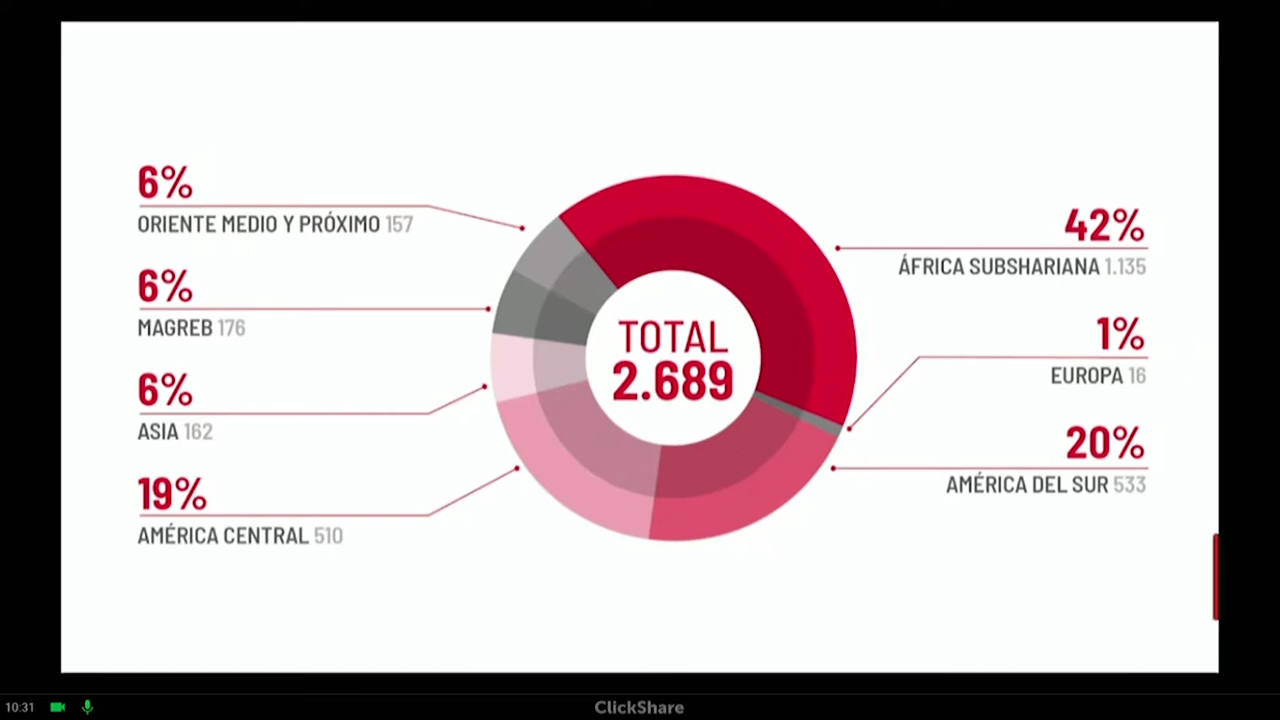 6%
ORIENTE MEDIO Y PRÓXIMO 157
6%
MAGREB 176
6%
ASIA 162
19%
AMÉRICA CENTRAL 510
TOTAL
2.689
42%
ÁFRICA SUBSHARIANA 1.135
1%
EUROPA 16
20%
AMÉRICA DEL SUR 533
10:31
ClickShare